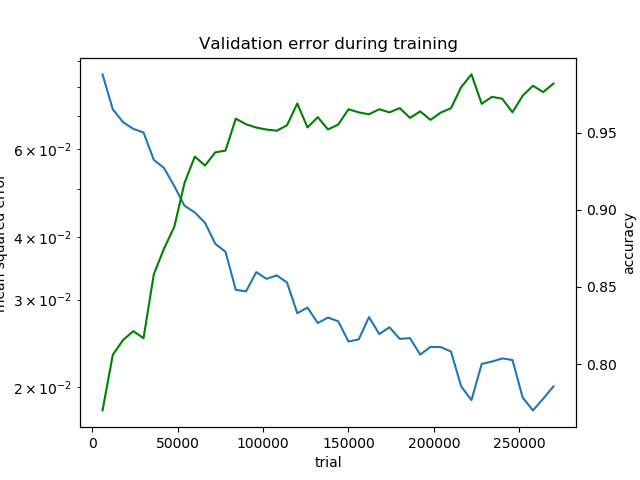 Validation error during training
6 × 10⁻²
4 × 10⁻²
3 × 10⁻²
2 × 10⁻²
mean squared error
0.95
0.90
0.85
0.80
accuracy
0 50000 100000 150000 200000 250000
trial